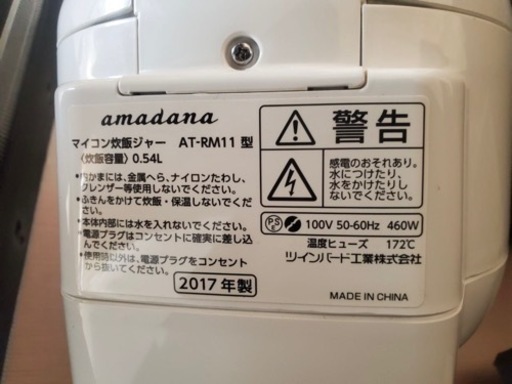 amadana
マイコン炊飯ジャー AT-RM11 型
〈炊飯容量〉0.54L
・内かまには、金属へら、ナイロンたわし、
クレンザー等使用しないでください。
・ふきんをかけて炊飯・保温しないでください。
・本体内部には水を入れないでください。
・電源プラグはコンセントに確実に差し込
んでください。
・使用時以外は、電源プラグをコンセント
から抜いてください。
2017 年製
警告
感電のおそれあり。
水につけたり、
水をかけたりし
ないでください。
PS E 100V 50-60Hz 460W
温度ヒューズ 172℃
ツインバード工業株式会社
MADE IN CHINA